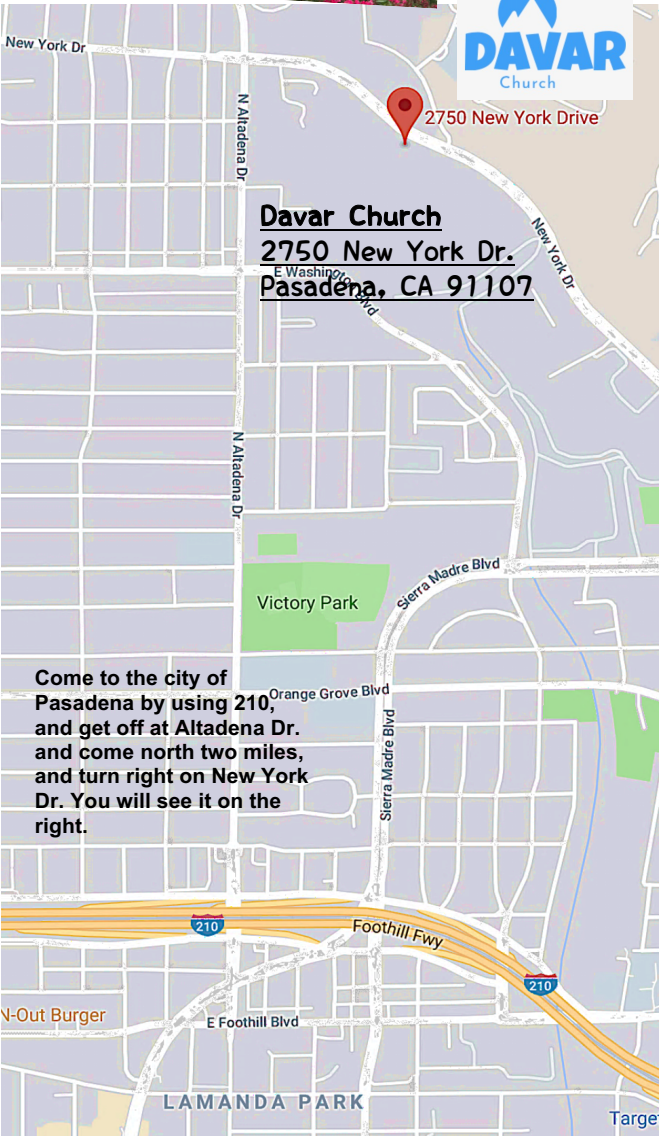 DAVAR
Church
New York Dr
N Altadena Dr
2750 New York Drive
Davar Church
2750 New York Dr.
Pasadena, CA 91107
New York Dr
E Washington Blvd
N Altadena Dr
Sierra Madre Blvd
Victory Park
Come to the city of
Pasadena by using 210,
and get off at Altadena Dr.
and come north two miles,
and turn right on New York
Dr. You will see it on the
right.
Orange Grove Blvd
Sierra Madre Blvd
210
Foothill Fwy
210
N-Out Burger
E Foothill Blvd
LAMANDA PARK
Targe